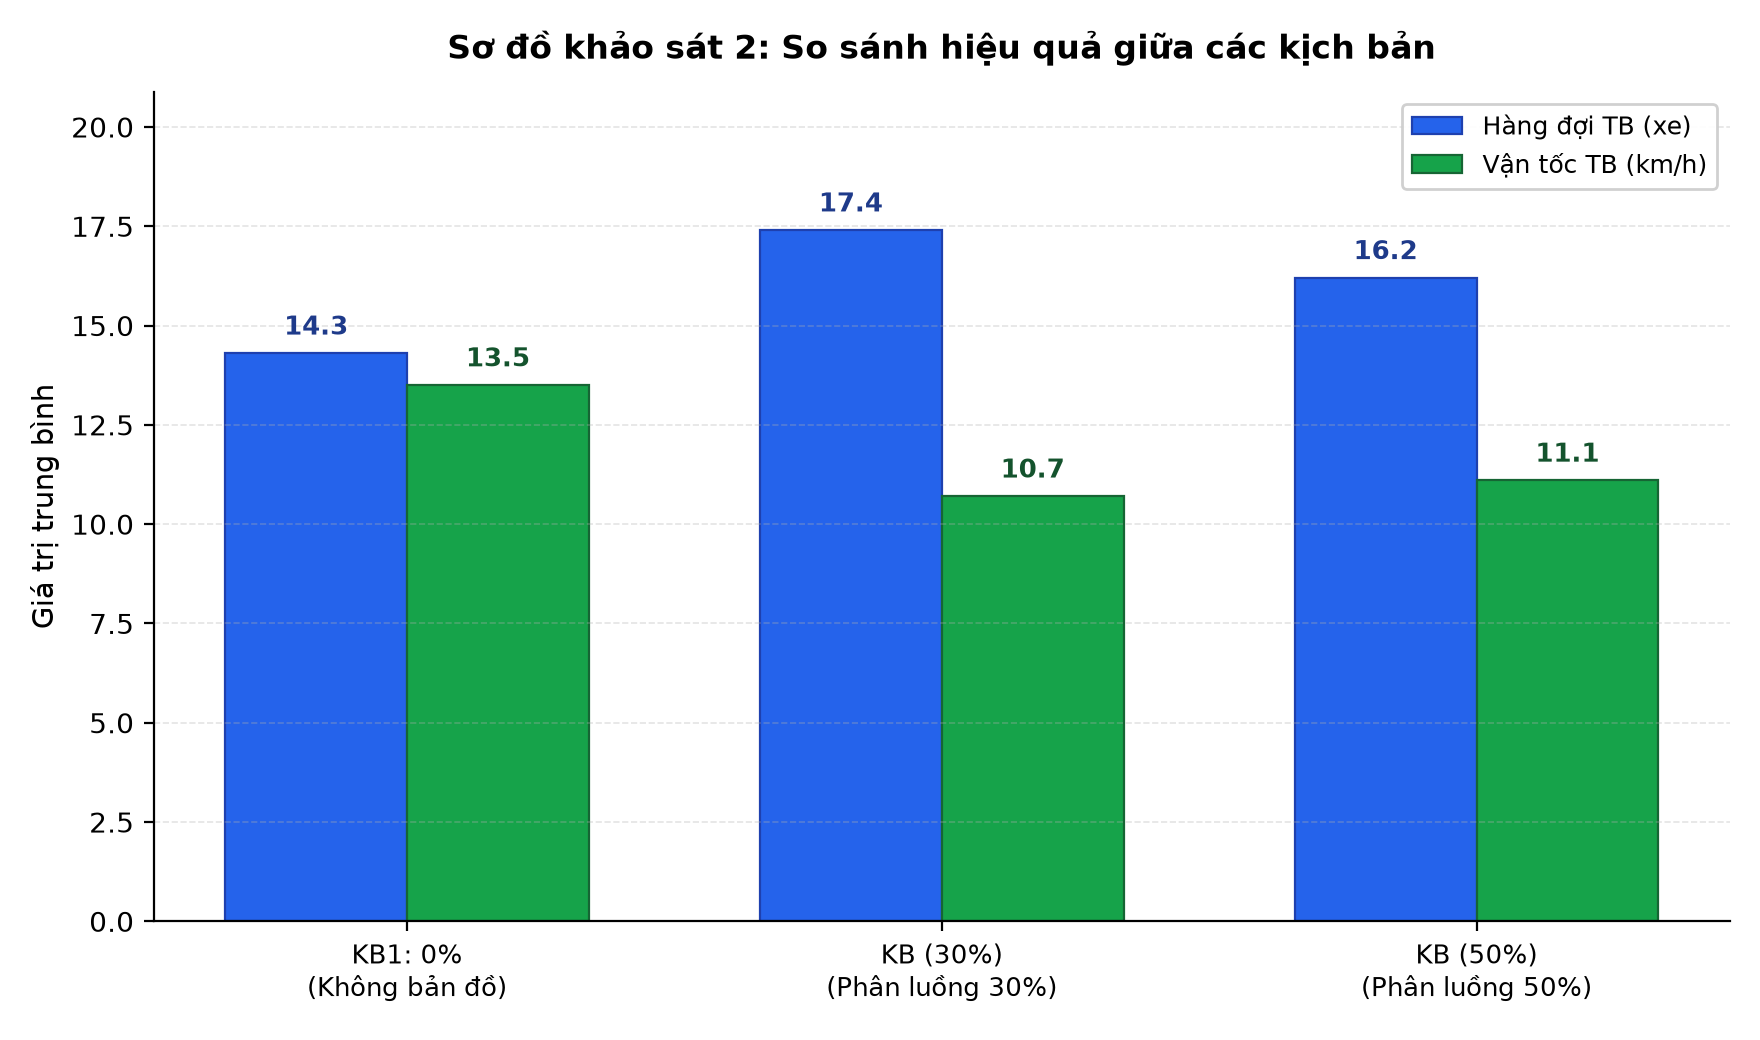 Sơ đồ khảo sát 2: So sánh hiệu quả giữa các kịch bản
Hàng đợi TB (xe)
Vận tốc TB (km/h)
Giá trị trung bình
20.0
17.5
15.0
12.5
10.0
7.5
5.0
2.5
0.0
14.3
13.5
17.4
10.7
16.2
11.1
KB1: 0%
(Không bản đồ)
KB (30%)
(Phân luồng 30%)
KB (50%)
(Phân luồng 50%)